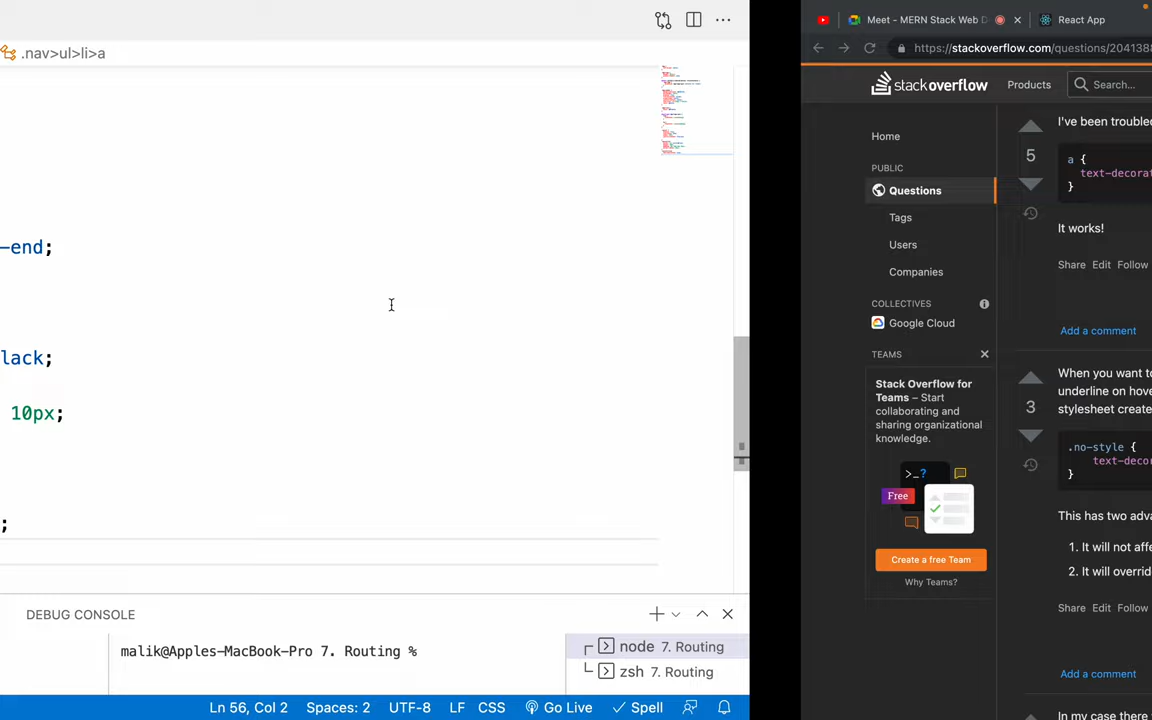 .nav>ul>li>a
-end;
lack;
10px;
;
DEBUG CONSOLE
malik@Apples-MacBook-Pro 7. Routing %
node 7. Routing
zsh 7. Routing
Ln 56, Col 2 Spaces: 2 UTF-8 LF CSS Go Live Spell
Meet - MERN Stack Web D
React App
https://stackoverflow.com/questions/2041388
stackoverflow
Products
Search...
Home
PUBLIC
Questions
Tags
Users
Companies
COLLECTIVES
Google Cloud
TEAMS
Stack Overflow for
Teams – Start
collaborating and
sharing organizational
knowledge.
>_?
Free
Create a free Team
Why Teams?
I've been trouble
5
a {
text-decorat
}
It works!
Share Edit Follow
Add a comment
When you want to
underline on hove
stylesheet create
3
.no-style {
text-deco
}
This has two adva
1. It will not affe
2. It will overrid
Share Edit Follow
Add a comment
In my case there